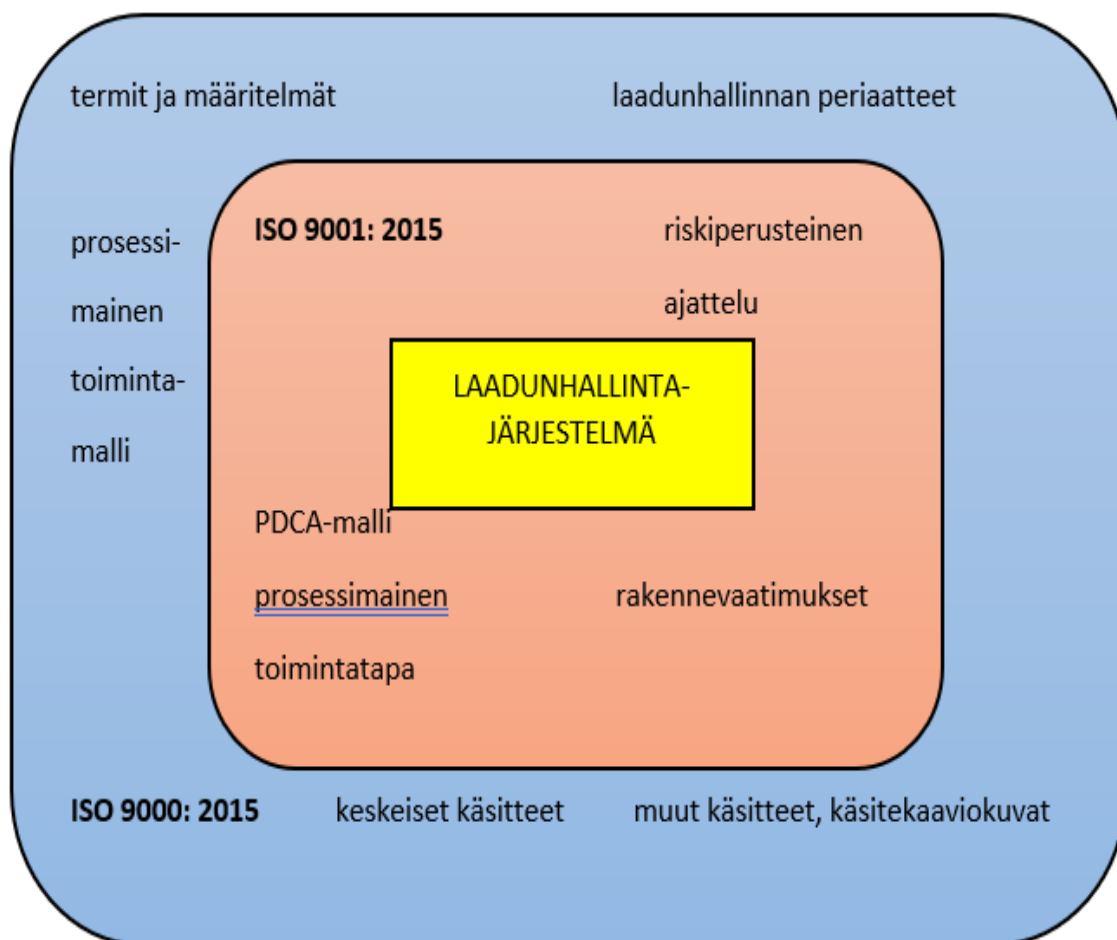 termit ja määritelmät
laadunhallinnan periaatteet
prosessi-
mainen
toiminta-
malli
ISO 9001: 2015
riskiperusteinen
ajattelu
LAADUNHALLINTA-
JÄRJESTELMÄ
PDCA-malli
prosessimainen
toimintatapa
rakennevaatimukset
ISO 9000: 2015
keskeiset käsitteet
muut käsitteet, käsitekaaviokuvat